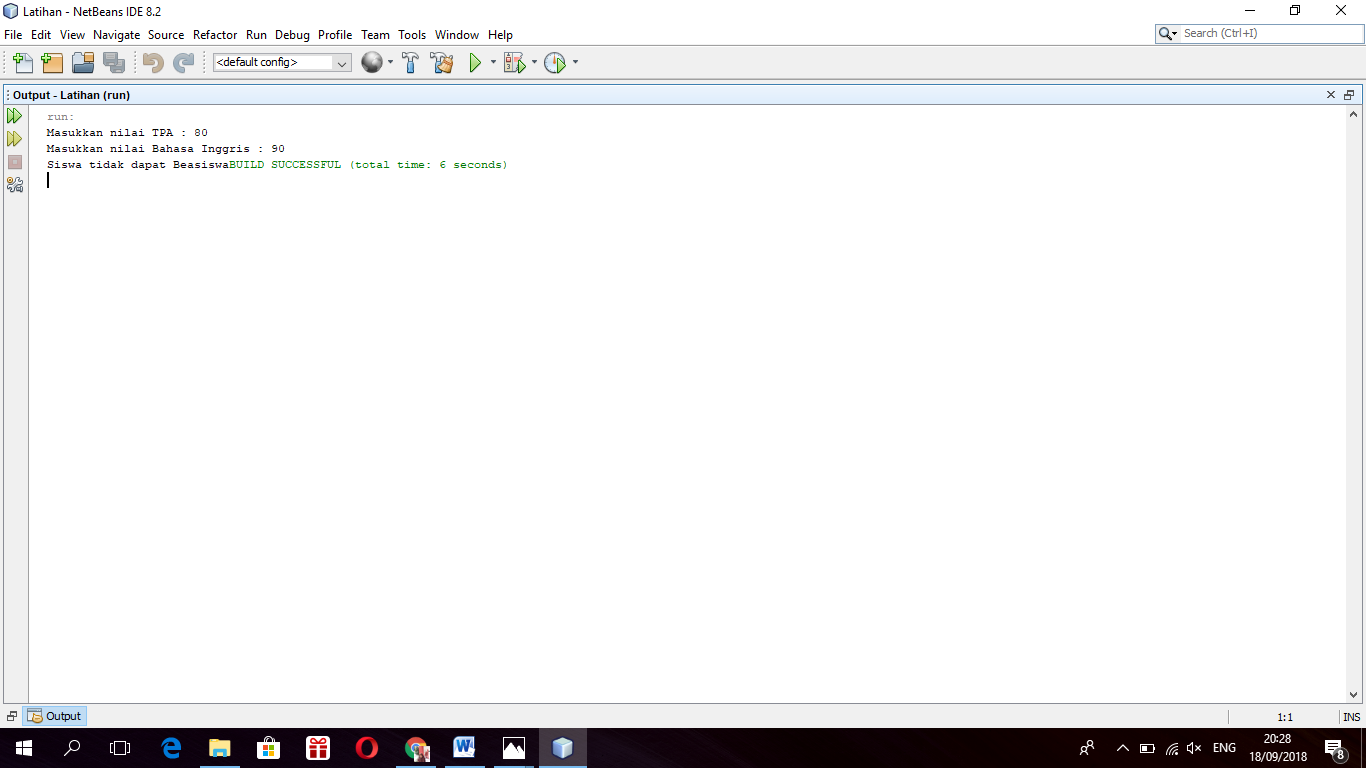 Latihan - NetBeans IDE 8.2
File Edit View Navigate Source Refactor Run Debug Profile Team Tools Window Help
Search (Ctrl+I)
<default config>
Output - Latihan (run)
run:
Masukkan nilai TPA : 80
Masukkan nilai Bahasa Inggris : 90
Siswa tidak dapat BeasiswaBUILD SUCCESSFUL (total time: 6 seconds)
Output
1:1
INS
ENG
20:28
18/09/2018
8